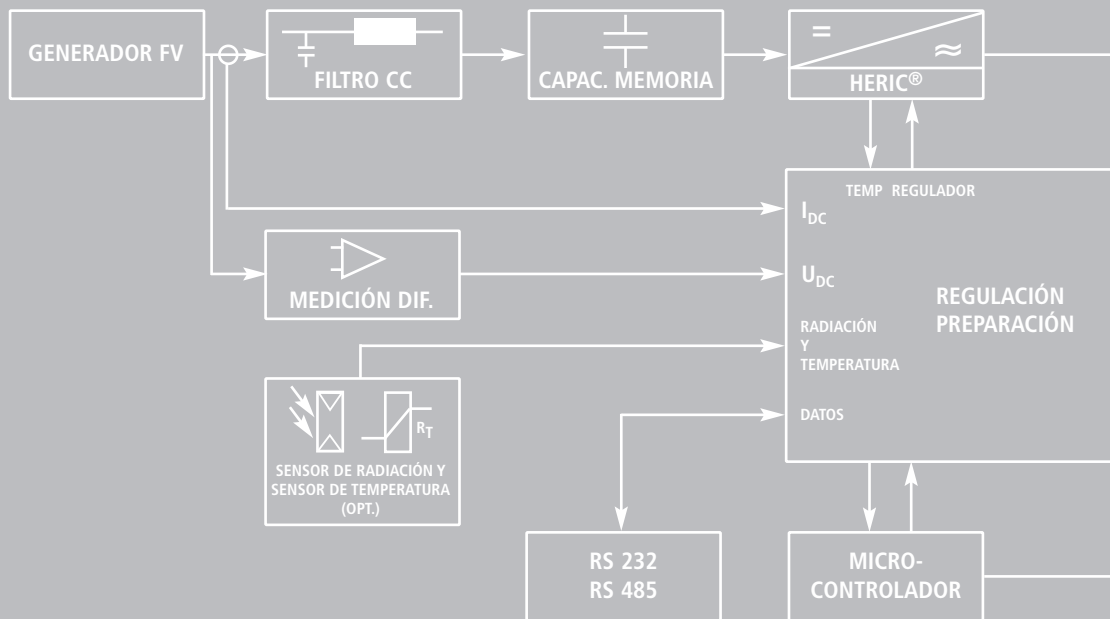 GENERADOR FV
FILTRO CC
CAPAC. MEMORIA
=
≈
HERIC®
TEMP REGULADOR
I_DC
U_DC
MEDICIÓN DIF.
REGULACIÓN
PREPARACIÓN
RADIACIÓN
Y
TEMPERATURA
DATOS
R_T
SENSOR DE RADIACIÓN Y
SENSOR DE TEMPERATURA
(OPT.)
RS 232
RS 485
MICRO-
CONTROLADOR